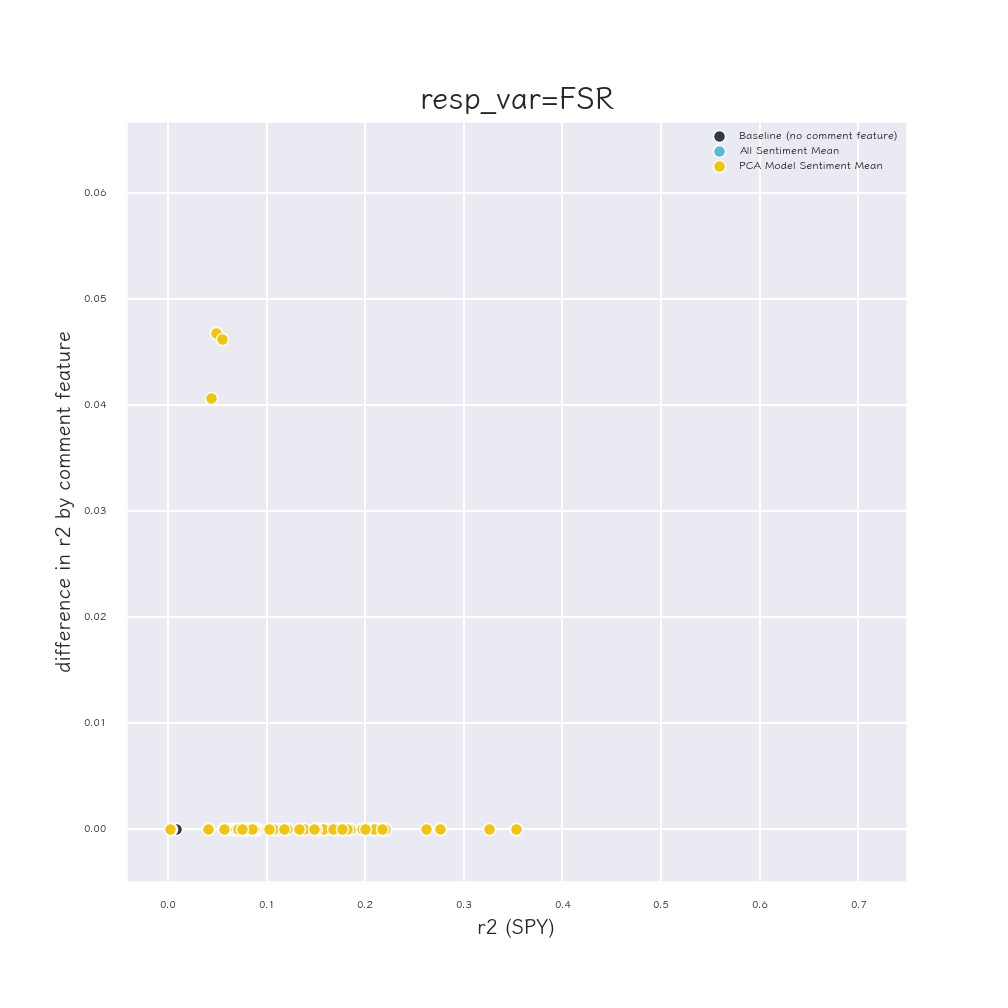 resp_var=FSR
Baseline (no comment feature)
All Sentiment Mean
PCA Model Sentiment Mean
difference in r2 by comment feature
0.06
0.05
0.04
0.03
0.02
0.01
0.00
0.0 0.1 0.2 0.3 0.4 0.5 0.6 0.7
r2 (SPY)